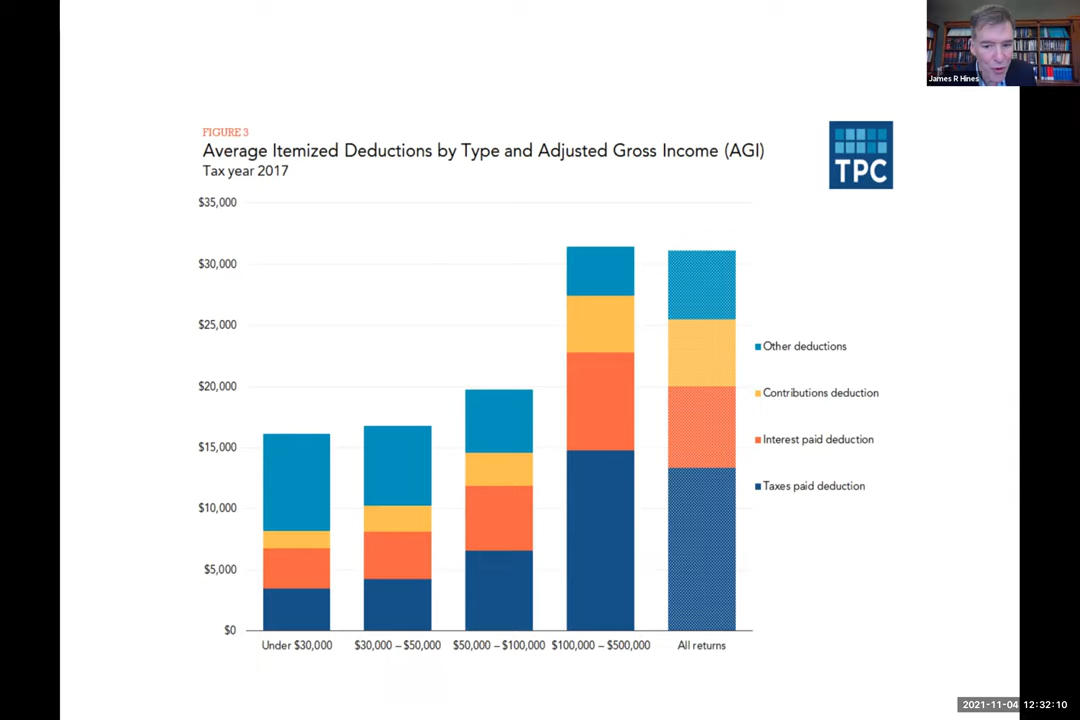 James R Hines
FIGURE 3
Average Itemized Deductions by Type and Adjusted Gross Income (AGI)
Tax year 2017
TPC
$35,000
$30,000
$25,000
$20,000
$15,000
$10,000
$5,000
$0
Under $30,000
$30,000 – $50,000
$50,000 – $100,000
$100,000 – $500,000
All returns
Other deductions
Contributions deduction
Interest paid deduction
Taxes paid deduction
2021-11-04 12:32:10